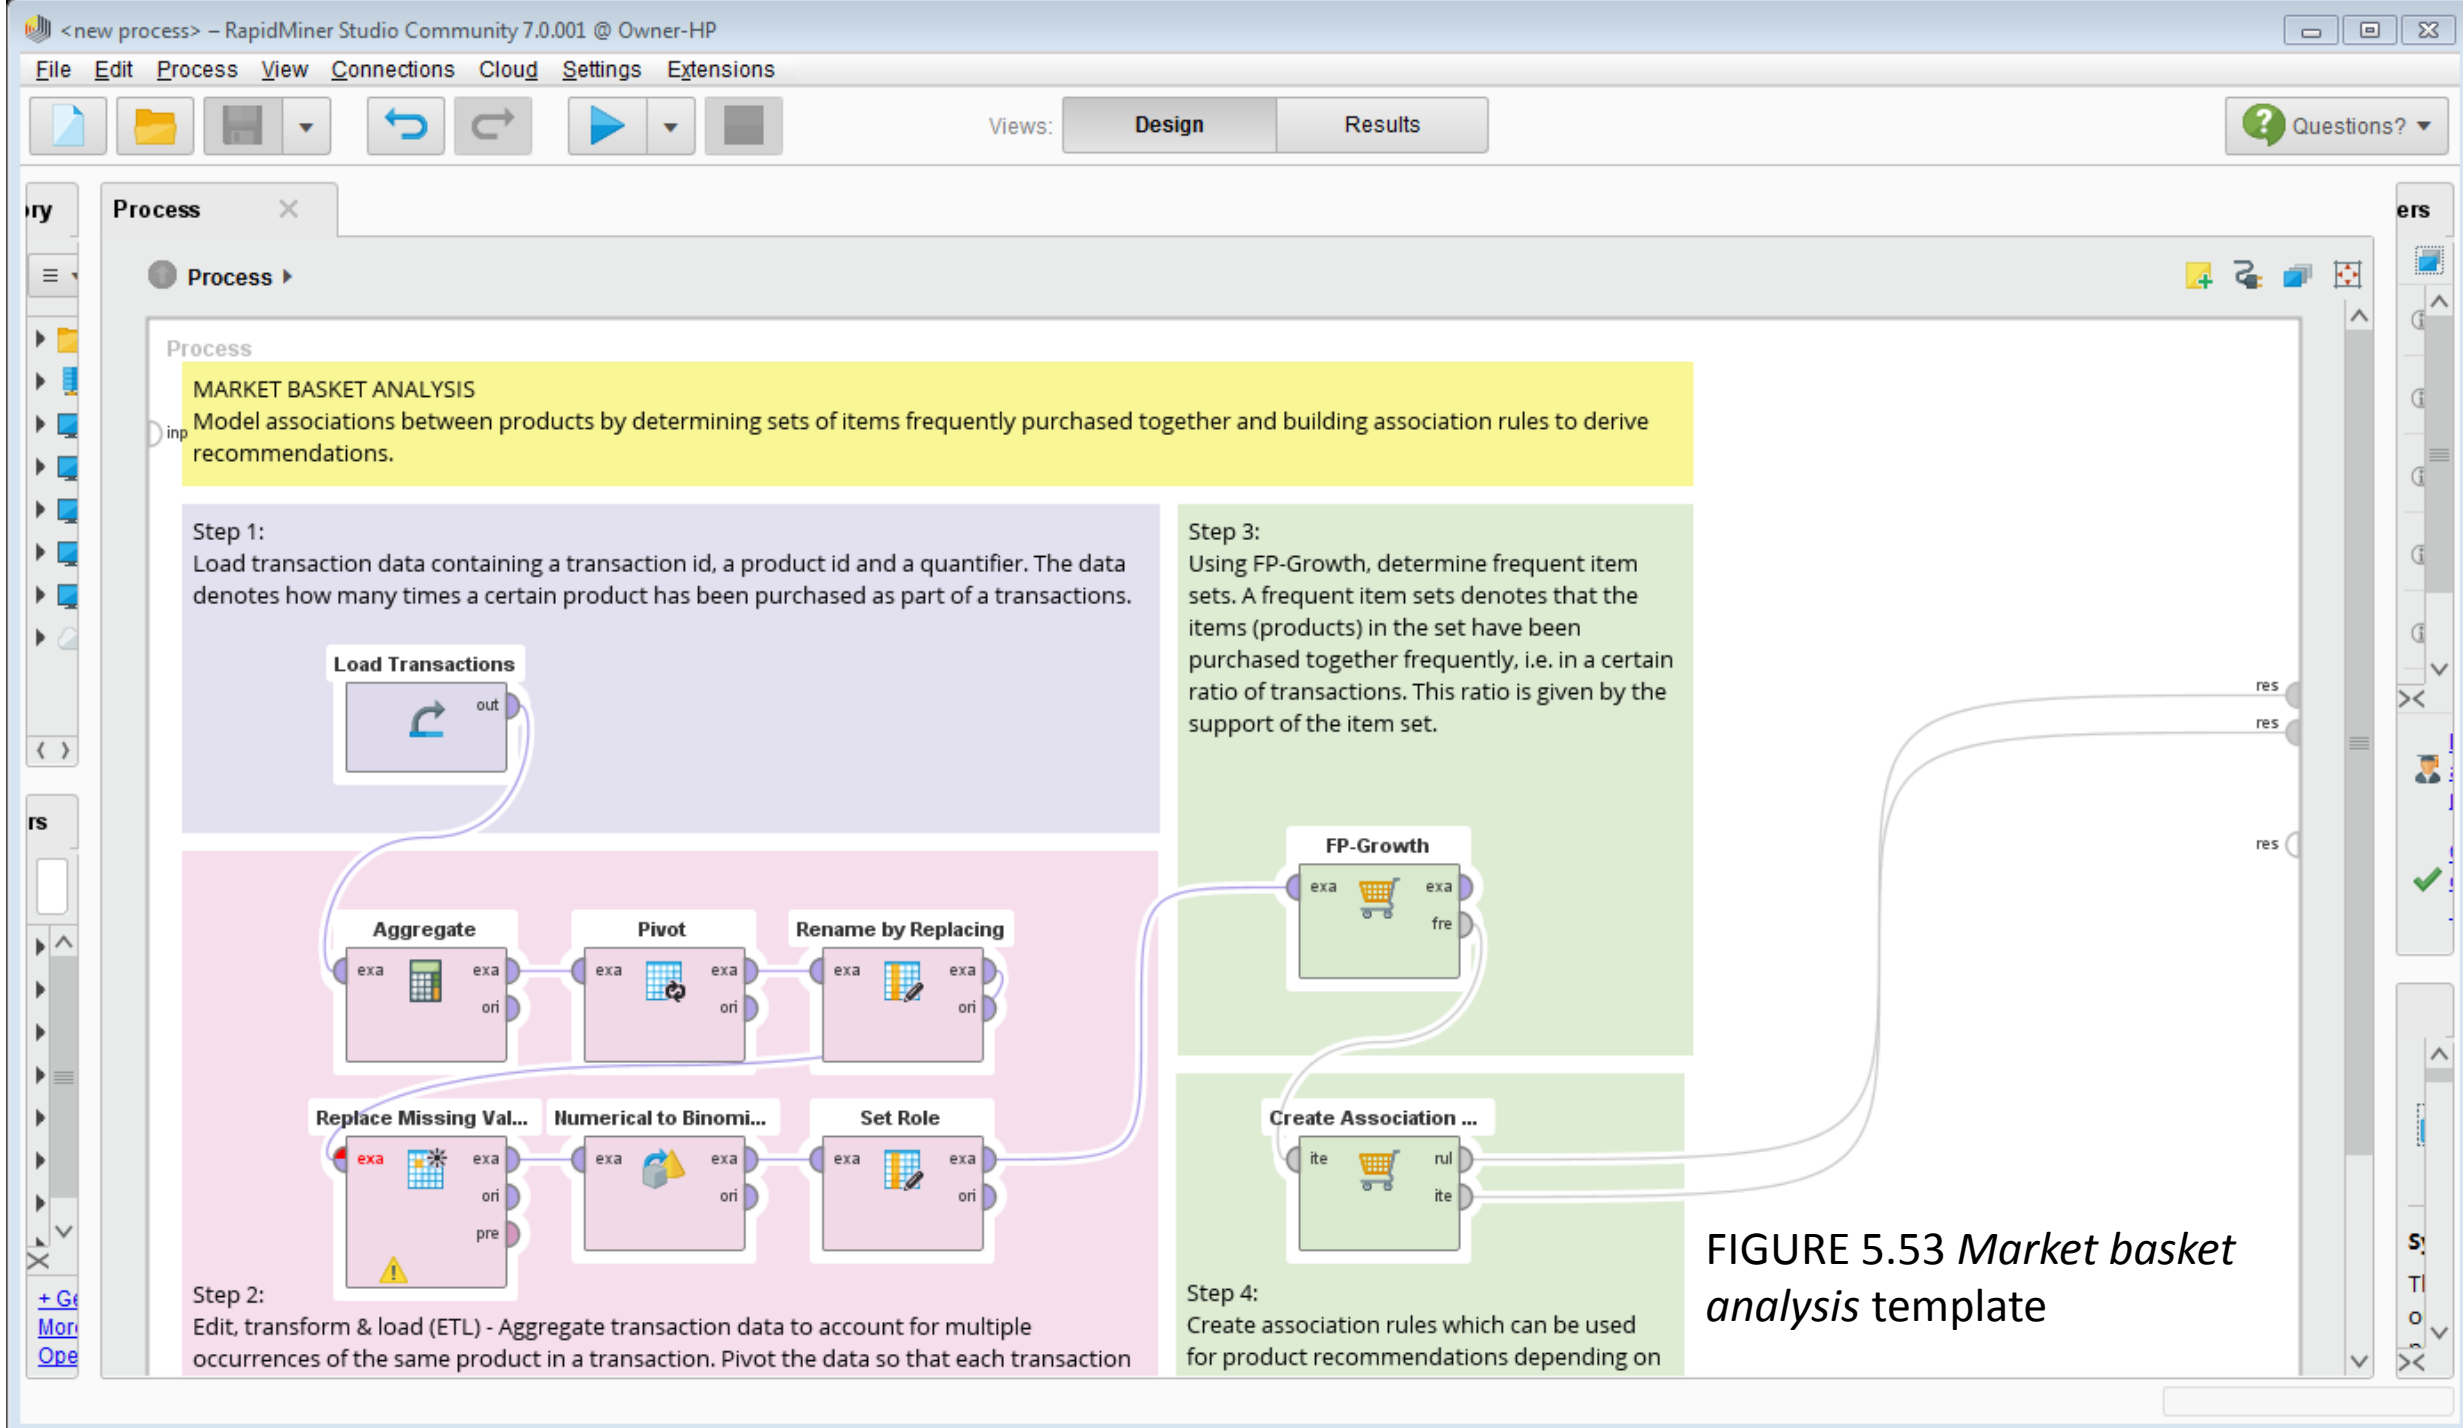 <new process> – RapidMiner Studio Community 7.0.001 @ Owner-HP
File Edit Process View Connections Cloud Settings Extensions
Views: Design Results
Questions?
Process
Process
Process
MARKET BASKET ANALYSIS
inp Model associations between products by determining sets of items frequently purchased together and building association rules to derive
recommendations.
Step 1:
Load transaction data containing a transaction id, a product id and a quantifier. The data
denotes how many times a certain product has been purchased as part of a transactions.
Load Transactions
out
Aggregate
exa exa
ori
Pivot
exa exa
ori
Rename by Replacing
exa exa
ori
Replace Missing Val...
exa exa
ori
pre
Numerical to Binomi...
exa exa
ori
Set Role
exa exa
ori
Step 2:
Edit, transform & load (ETL) - Aggregate transaction data to account for multiple
occurrences of the same product in a transaction. Pivot the data so that each transaction
Step 3:
Using FP-Growth, determine frequent item
sets. A frequent item sets denotes that the
items (products) in the set have been
purchased together frequently, i.e. in a certain
ratio of transactions. This ratio is given by the
support of the item set.
FP-Growth
exa exa
fre
Create Association ...
ite rul
ite
Step 4:
Create association rules which can be used
for product recommendations depending on
res
res
res
FIGURE 5.53 Market basket
analysis template